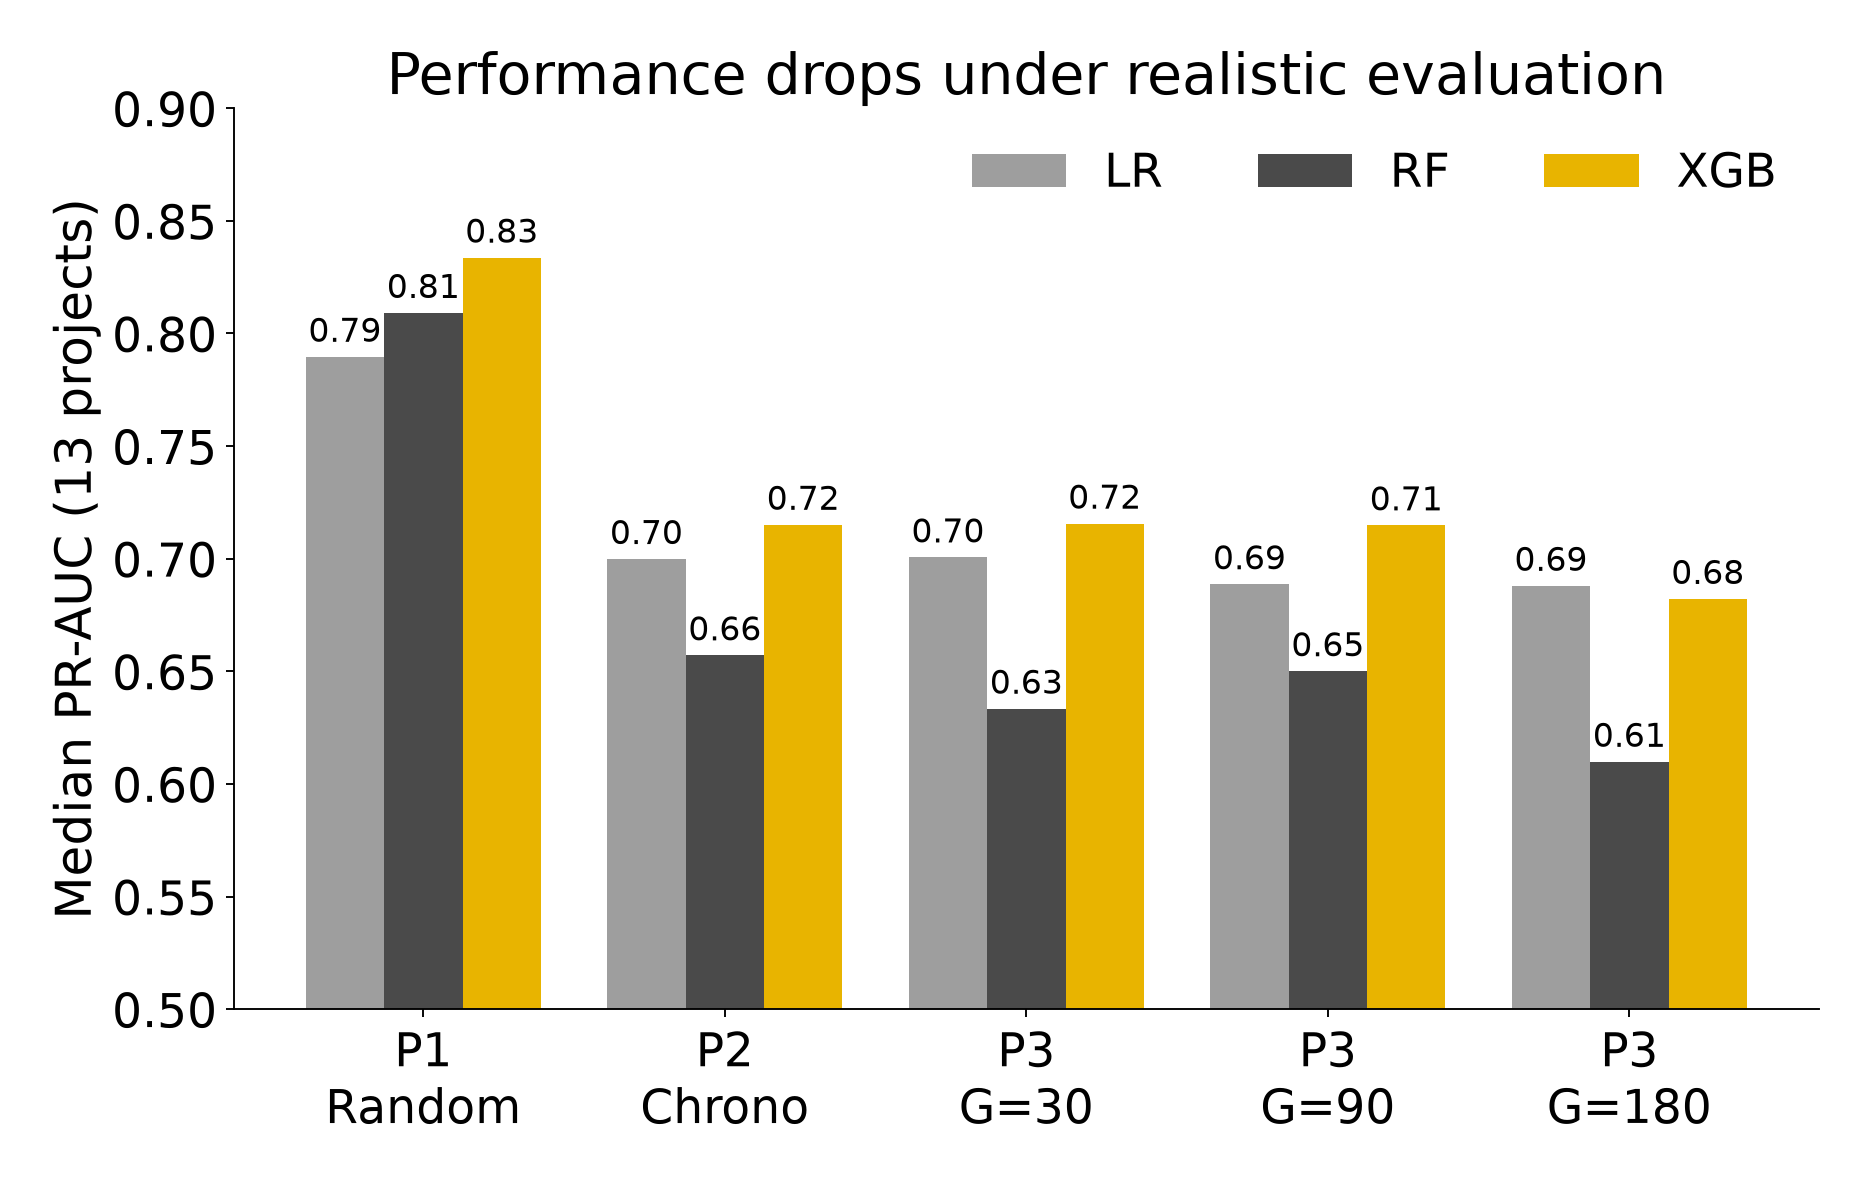 Performance drops under realistic evaluation
LR RF XGB
Median PR-AUC (13 projects)
0.90
0.85
0.80
0.75
0.70
0.65
0.60
0.55
0.50
0.79 0.81 0.83
0.70 0.66 0.72
0.70 0.63 0.72
0.69 0.65 0.71
0.69 0.61 0.68
P1 P2 P3 P3 P3
Random Chrono G=30 G=90 G=180